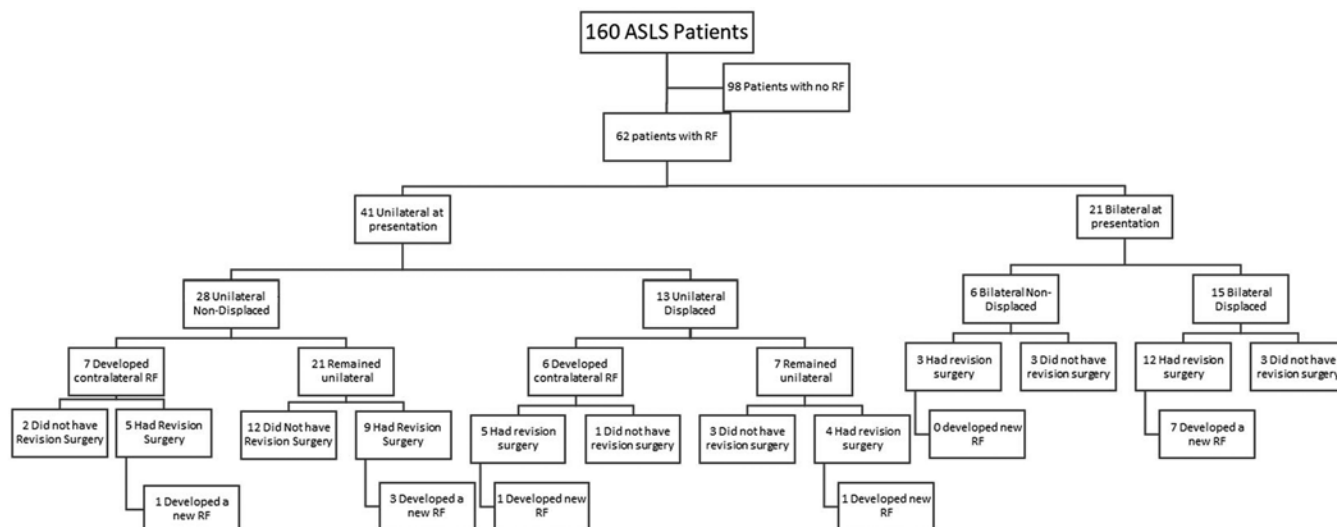 160 ASLS Patients
98 Patients with no RF
62 patients with RF
41 Unilateral at
presentation
21 Bilateral at
presentation
28 Unilateral
Non-Displaced
13 Unilateral
Displaced
6 Bilateral Non-
Displaced
15 Bilateral
Displaced
7 Developed
contralateral RF
21 Remained
unilateral
6 Developed
contralateral RF
7 Remained
unilateral
3 Had revision
surgery
3 Did not have
revision surgery
12 Had revision
surgery
3 Did not have
revision surgery
2 Did not have
Revision Surgery
5 Had Revision
Surgery
12 Did Not have
Revision Surgery
9 Had Revision
Surgery
5 Had revision
surgery
1 Did not have
revision surgery
3 Did not have
revision surgery
4 Had revision
surgery
0 developed new
RF
7 Developed a
new RF
1 Developed a
new RF
3 Developed a
new RF
1 Developed new
RF
1 Developed new
RF